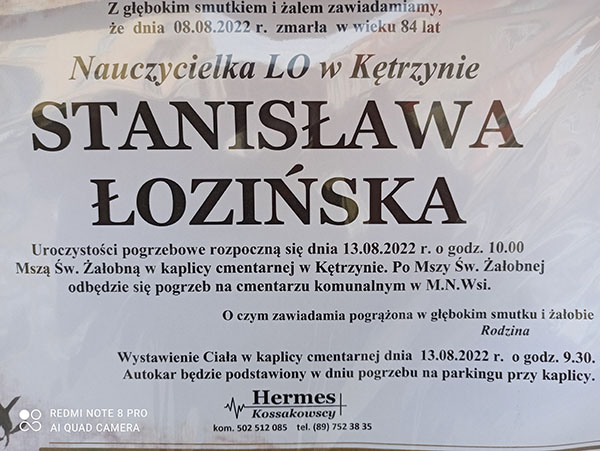 Z głębokim smutkiem i żalem zawiadamiamy,
że dnia 08.08.2022 r. zmarła w wieku 84 lat
Nauczycielka LO w Kętrzynie
STANISŁAWA
ŁOZIŃSKA
Uroczystości pogrzebowe rozpoczną się dnia 13.08.2022 r. o godz. 10.00
Mszą Św. Żałobną w kaplicy cmentarnej w Kętrzynie. Po Mszy Św. Żałobnej
odbędzie się pogrzeb na cmentarzu komunalnym w M.N.Wsi.
O czym zawiadamia pogrążona w głębokim smutku i żałobie
Rodzina
Wystawienie Ciała w kaplicy cmentarnej dnia 13.08.2022 r. o godz. 9.30.
Autokar będzie podstawiony w dniu pogrzebu na parkingu przy kaplicy.
Hermes
Kossakowscy
kom. 502 512 085 tel. (89) 752 38 35
REDMI NOTE 8 PRO
AI QUAD CAMERA